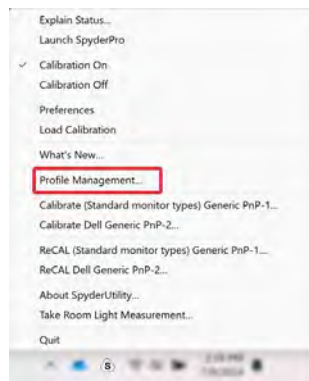 Explain Status...
Launch SpyderPro
Calibration On
Calibration Off
Preferences
Load Calibration
What's New...
Profile Management...
Calibrate (Standard monitor types) Generic PnP-1...
Calibrate Dell Generic PnP-2...
ReCAL (Standard monitor types) Generic PnP-1...
ReCAL Dell Generic PnP-2...
About SpyderUtility...
Take Room Light Measurement...
Quit
S